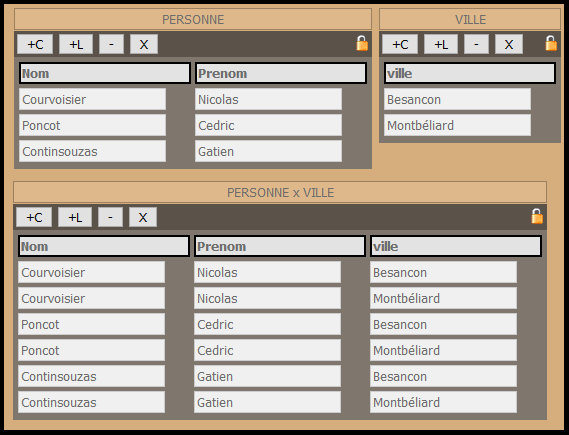 PERSONNE VILLE
+C +L - X +C +L - X
Nom Prenom ville
Courvoisier Nicolas Besancon
Poncot Cedric Montbéliard
Continsouzas Gatien
PERSONNE x VILLE
+C +L - X
Nom Prenom ville
Courvoisier Nicolas Besancon
Courvoisier Nicolas Montbéliard
Poncot Cedric Besancon
Poncot Cedric Montbéliard
Continsouzas Gatien Besancon
Continsouzas Gatien Montbéliard